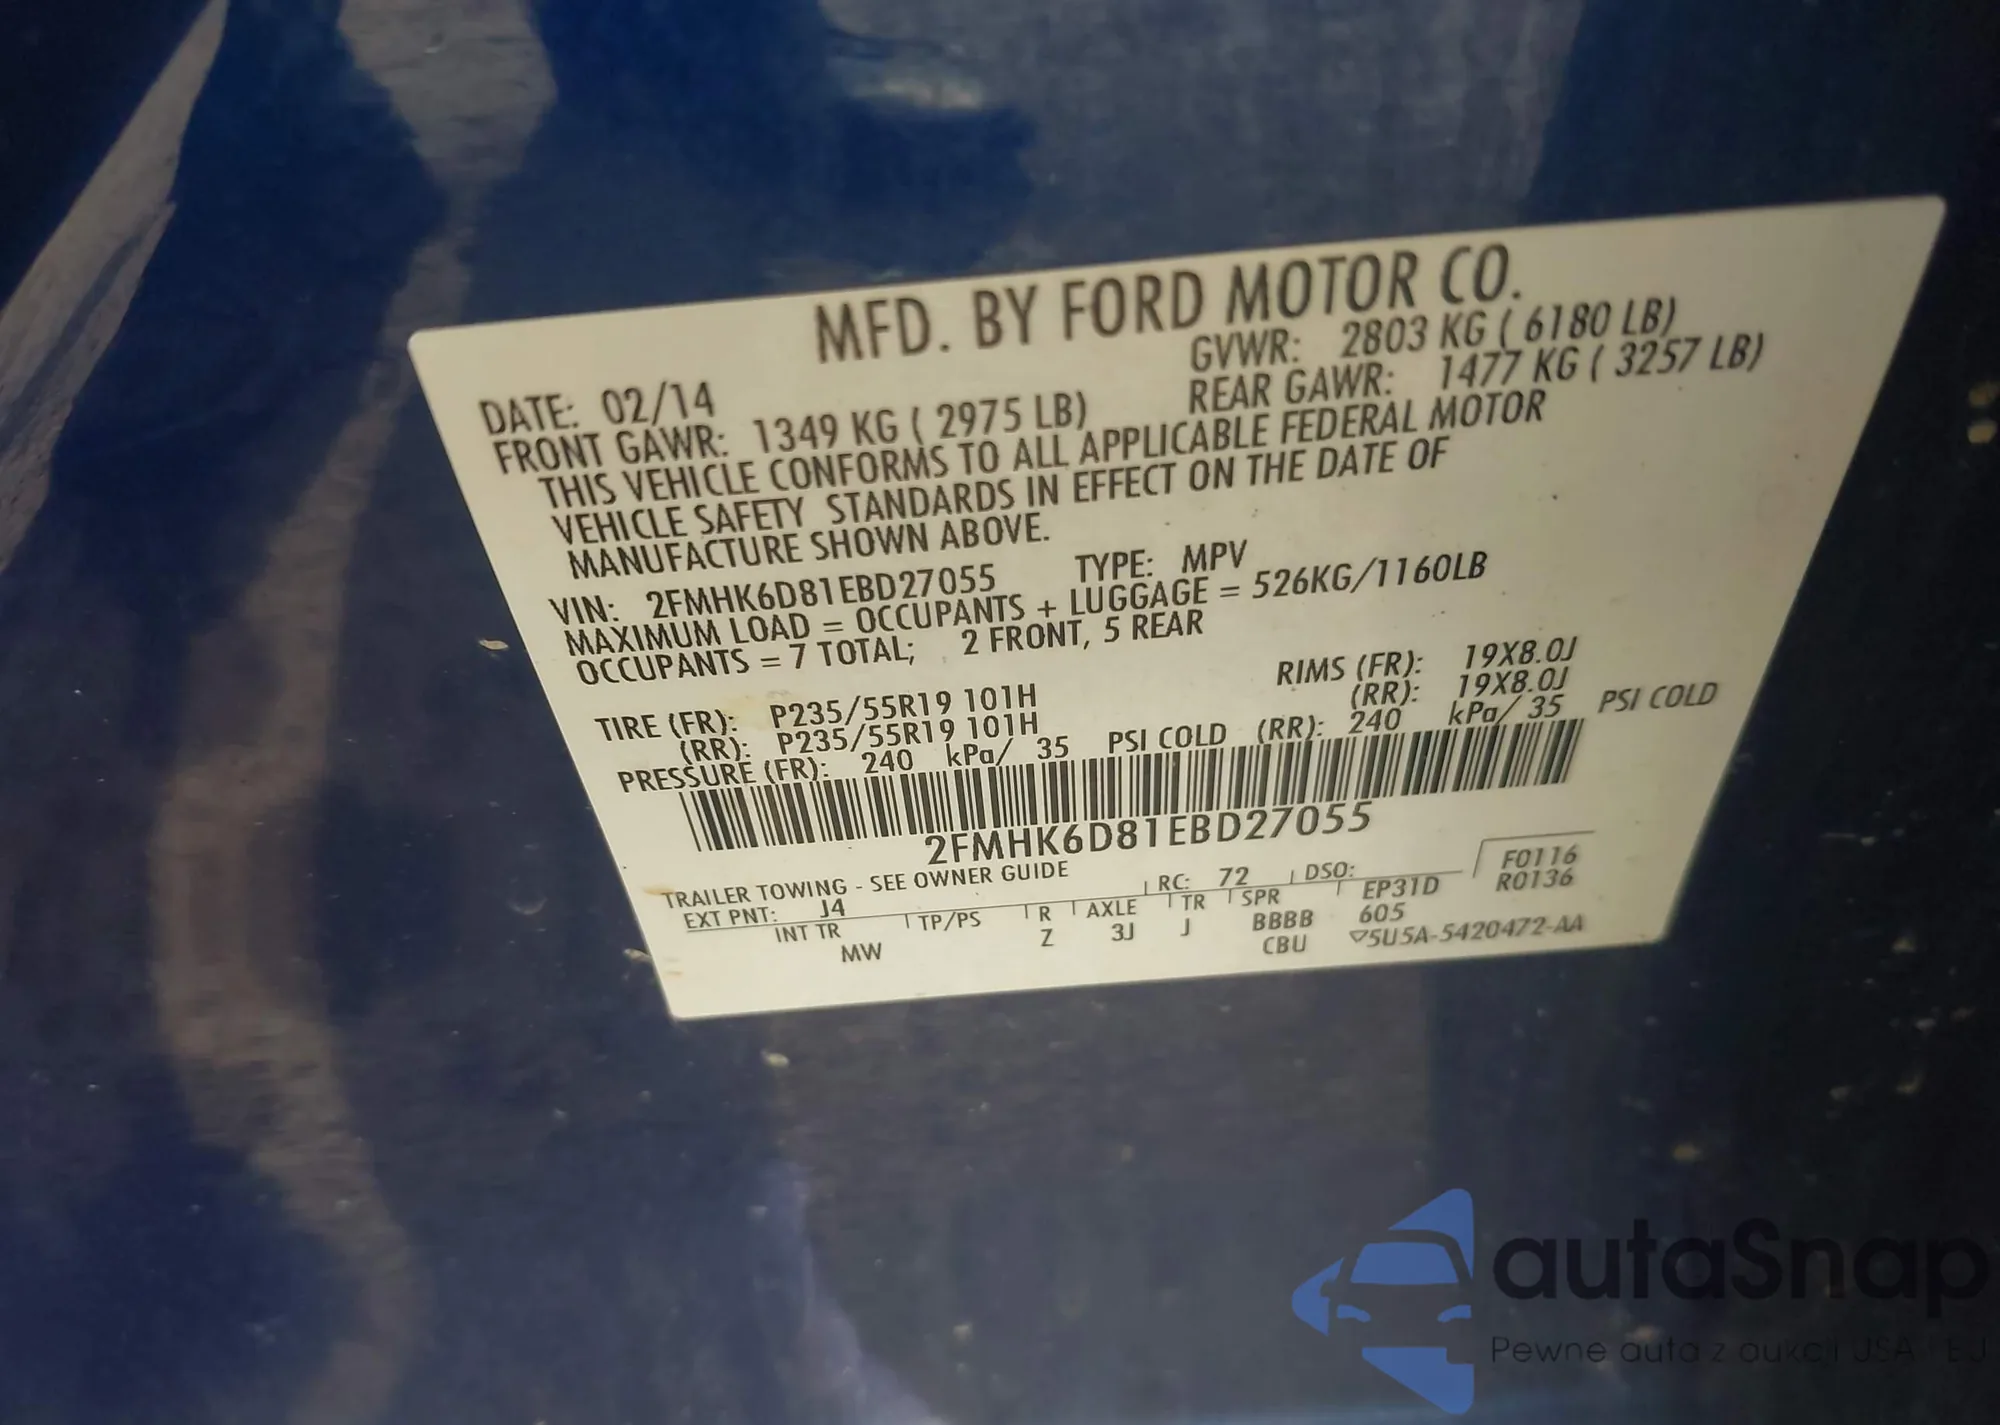 MFD. BY FORD MOTOR CO.
DATE: 02/14 GVWR: 2803 KG ( 6180 LB)
FRONT GAWR: 1349 KG ( 2975 LB) REAR GAWR: 1477 KG ( 3257 LB)
THIS VEHICLE CONFORMS TO ALL APPLICABLE FEDERAL MOTOR
VEHICLE SAFETY STANDARDS IN EFFECT ON THE DATE OF
MANUFACTURE SHOWN ABOVE.
VIN: 2FMHK6D81EBD27055 TYPE: MPV
MAXIMUM LOAD = OCCUPANTS + LUGGAGE = 526KG/1160LB
OCCUPANTS = 7 TOTAL; 2 FRONT, 5 REAR
TIRE (FR): P235/55R19 101H RIMS (FR): 19X8.0J
(RR): P235/55R19 101H (RR): 19X8.0J
PRESSURE (FR): 240 kPa/ 35 PSI COLD (RR): 240 kPa/ 35 PSI COLD
2FMHK6D81EBD27055
TRAILER TOWING - SEE OWNER GUIDE F0116
EXT PNT: J4 RC: 72 DSO: R0136
INT TR TP/PS R AXLE TR SPR EP31D
MW Z 3J J BBBB 605
CBU ▽5U5A-5420472-AA
autaSnap
Pewne auta z aukcji USA i EU